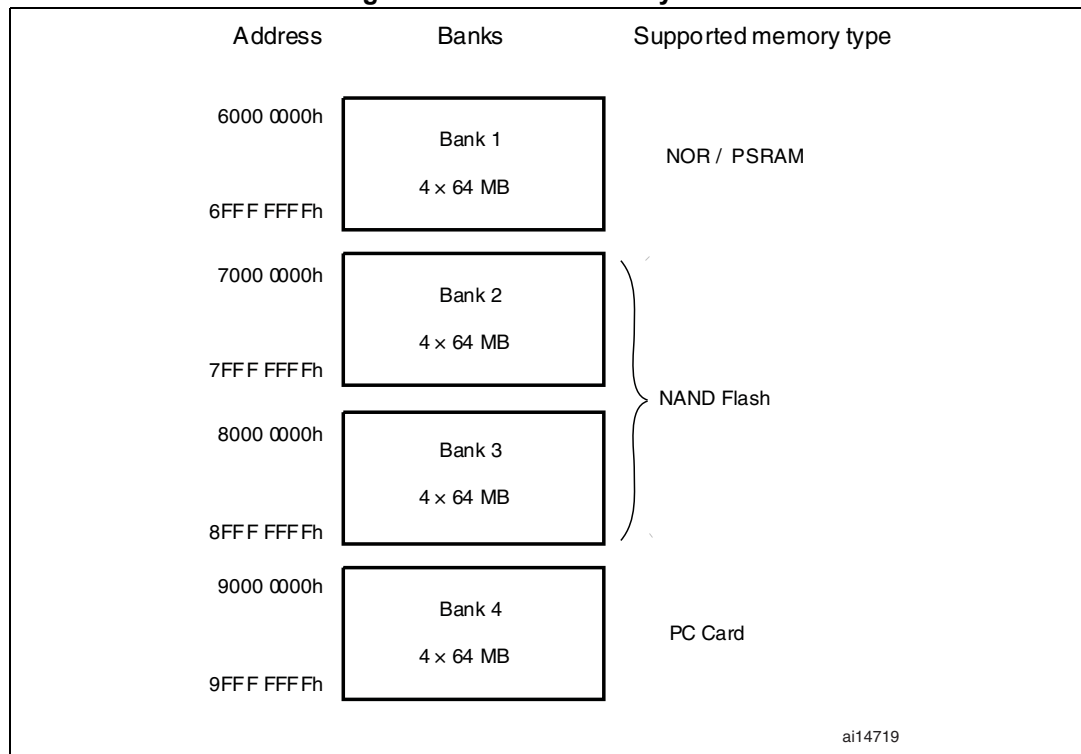 Address Banks Supported memory type
6000 0000h
Bank 1
NOR / PSRAM
4 × 64 MB
6FFF FFFFh
7000 0000h
Bank 2
4 × 64 MB
7FFF FFFFh
NAND Flash
8000 0000h
Bank 3
4 × 64 MB
8FFF FFFFh
9000 0000h
Bank 4
PC Card
4 × 64 MB
9FFF FFFFh
ai14719